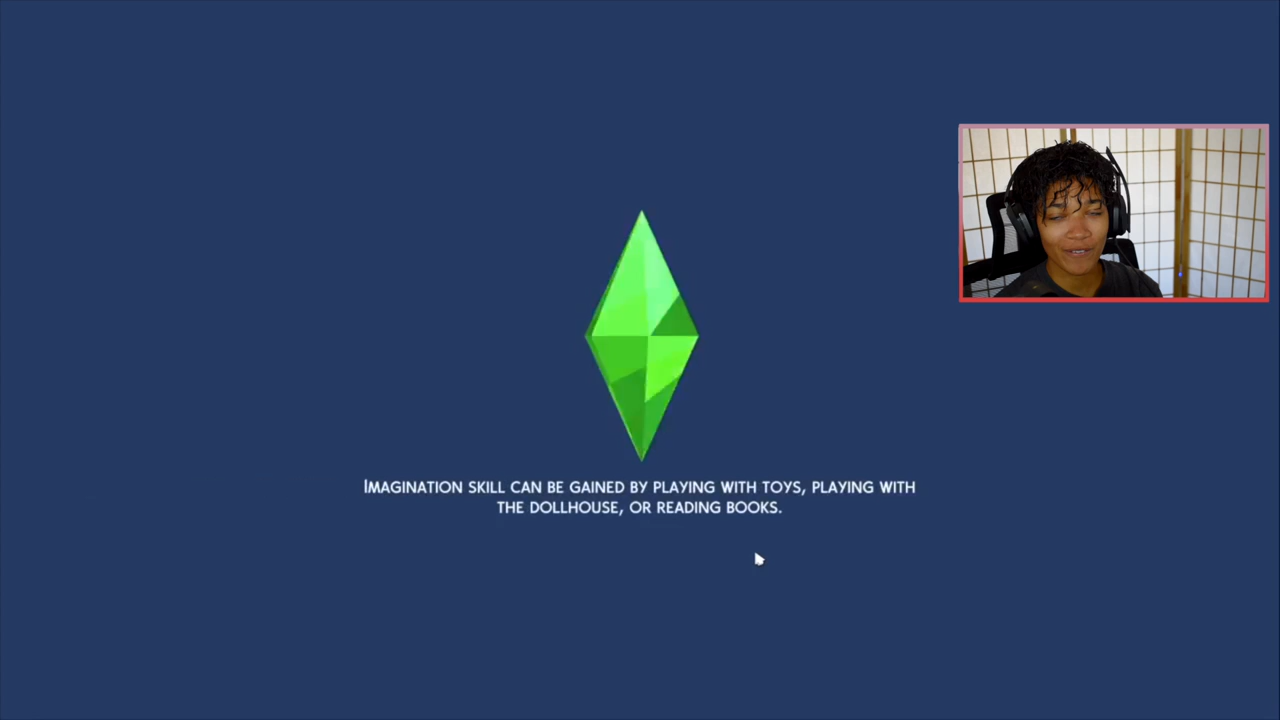 IMAGINATION SKILL CAN BE GAINED BY PLAYING WITH TOYS, PLAYING WITH
THE DOLLHOUSE, OR READING BOOKS.